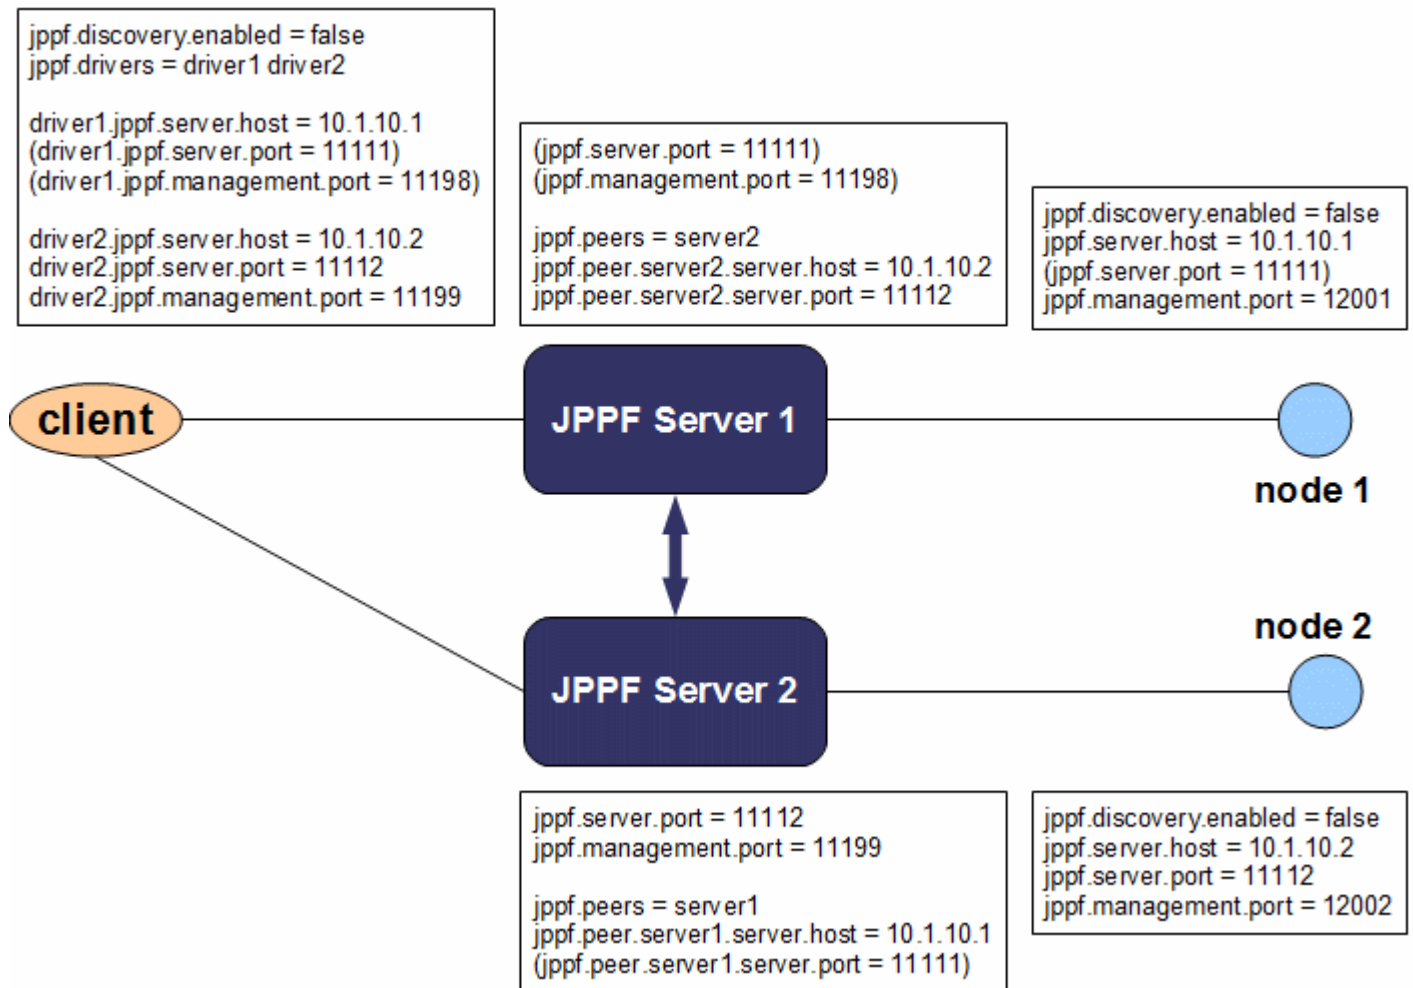 jppf.discovery.enabled = false
jppf.drivers = driver1 driver2
driver1.jppf.server.host = 10.1.10.1
(driver1.jppf.server.port = 11111)
(driver1.jppf.management.port = 11198)
driver2.jppf.server.host = 10.1.10.2
driver2.jppf.server.port = 11112
driver2.jppf.management.port = 11199
(jppf.server.port = 11111)
(jppf.management.port = 11198)
jppf.peers = server2
jppf.peer.server2.server.host = 10.1.10.2
jppf.peer.server2.server.port = 11112
jppf.discovery.enabled = false
jppf.server.host = 10.1.10.1
(jppf.server.port = 11111)
jppf.management.port = 12001
client
JPPF Server 1
node 1
JPPF Server 2
node 2
jppf.server.port = 11112
jppf.management.port = 11199
jppf.peers = server1
jppf.peer.server1.server.host = 10.1.10.1
(jppf.peer.server1.server.port = 11111)
jppf.discovery.enabled = false
jppf.server.host = 10.1.10.2
jppf.server.port = 11112
jppf.management.port = 12002